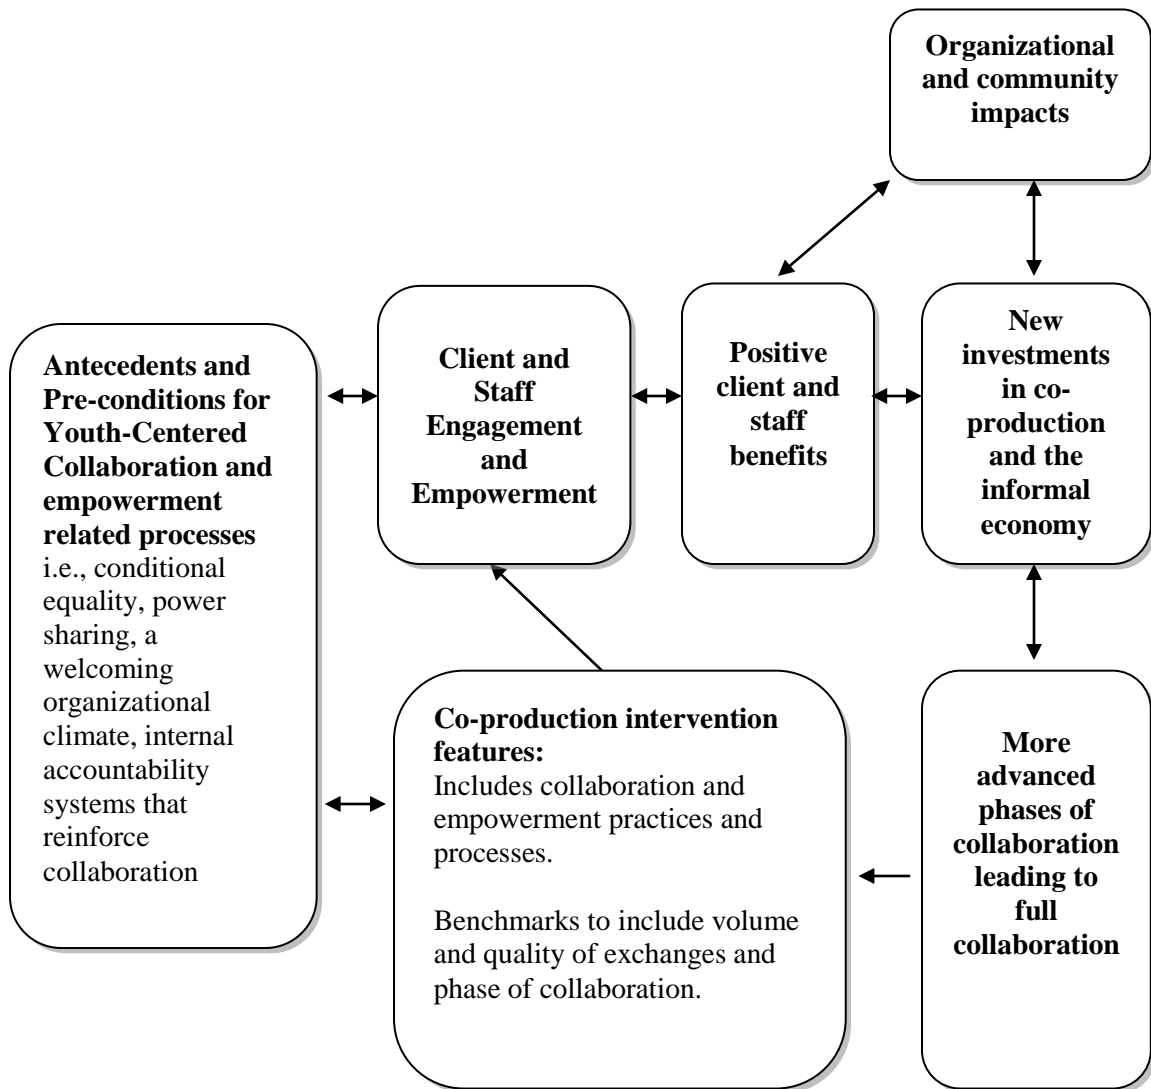 Organizational
and community
impacts
Antecedents and
Pre-conditions for
Youth-Centered
Collaboration and
empowerment
related processes
i.e., conditional
equality, power
sharing, a
welcoming
organizational
climate, internal
accountability
systems that
reinforce
collaboration
Client and
Staff
Engagement
and
Empowerment
Positive
client and
staff
benefits
New
investments
in co-
production
and the
informal
economy
Co-production intervention
features:
Includes collaboration and
empowerment practices and
processes.
Benchmarks to include volume
and quality of exchanges and
phase of collaboration.
More
advanced
phases of
collaboration
leading to
full
collaboration